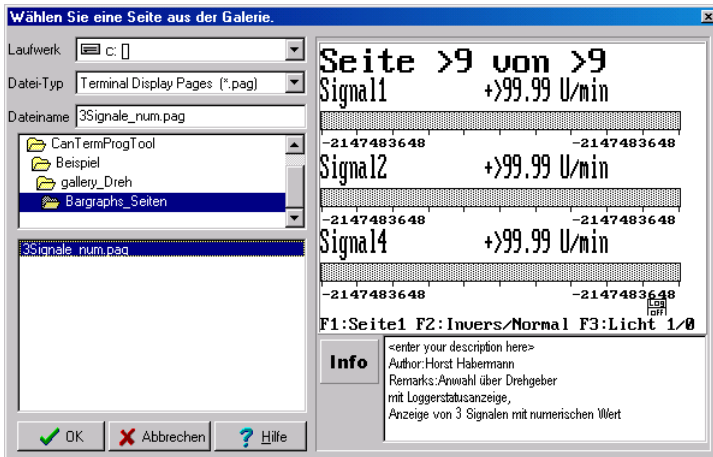 Wählen Sie eine Seite aus der Galerie.
Laufwerk c: []
Datei-Typ Terminal Display Pages (*.pag)
Dateiname 3Signale_num.pag
CanTermProgTool
Beispiel
gallery_Dreh
Bargraphs_Seiten
3Signale_num.pag
OK Abbrechen Hilfe
Seite >9 von >9
Signal1 +>99.99 U/min
-2147483648 -2147483648
Signal2 +>99.99 U/min
-2147483648 -2147483648
Signal4 +>99.99 U/min
-2147483648 -2147483648
Log
off
F1:Seite1 F2:Invers/Normal F3:Licht 1/0
Info
<enter your description here>
Author:Horst Habermann
Remarks:Anwahl über Drehgeber
mit Loggerstatusanzeige,
Anzeige von 3 Signalen mit numerischen Wert